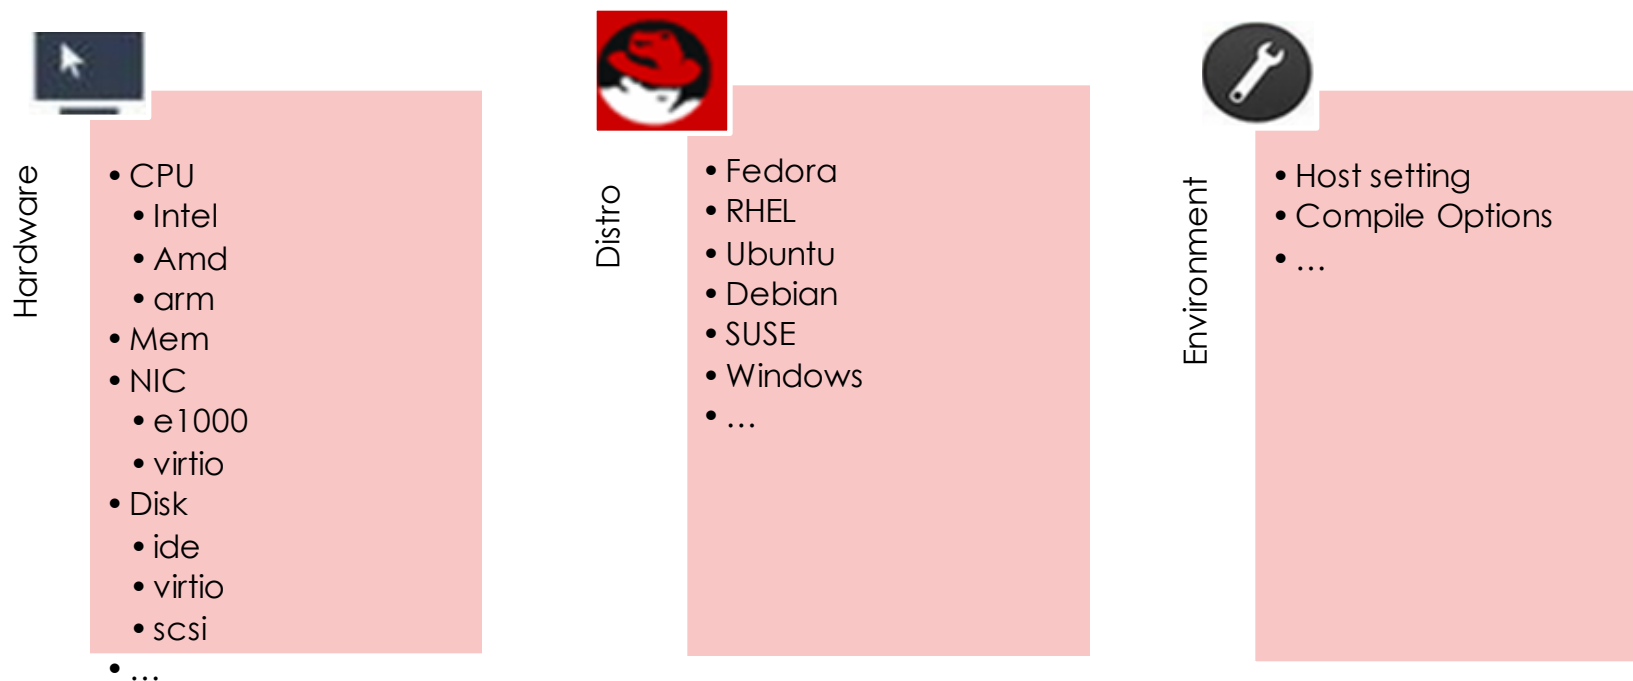 Hardware
• CPU
• Intel
• Amd
• arm
• Mem
• NIC
• e1000
• virtio
• Disk
• ide
• virtio
• scsi
• …
Distro
• Fedora
• RHEL
• Ubuntu
• Debian
• SUSE
• Windows
• …
Environment
• Host setting
• Compile Options
• …